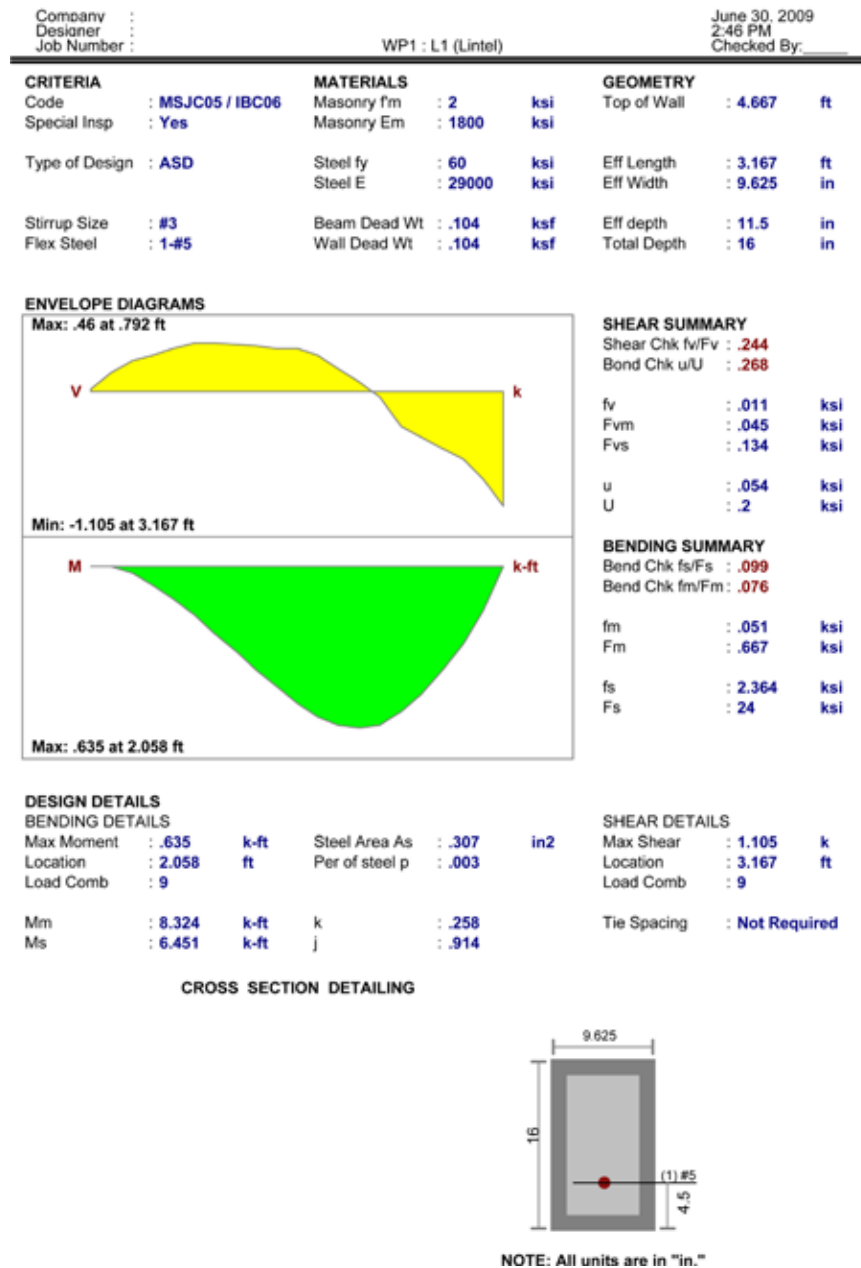 Company :
Designer :
Job Number :
WP1 : L1 (Lintel)
June 30, 2009
2:46 PM
Checked By:_____
CRITERIA
Code : MSJC05 / IBC06
Special Insp : Yes
Type of Design : ASD
Stirrup Size : #3
Flex Steel : 1-#5
MATERIALS
Masonry f'm : 2 ksi
Masonry Em : 1800 ksi
Steel fy : 60 ksi
Steel E : 29000 ksi
Beam Dead Wt : .104 ksf
Wall Dead Wt : .104 ksf
GEOMETRY
Top of Wall : 4.667 ft
Eff Length : 3.167 ft
Eff Width : 9.625 in
Eff depth : 11.5 in
Total Depth : 16 in
ENVELOPE DIAGRAMS
Max: .46 at .792 ft
V k
Min: -1.105 at 3.167 ft
M k-ft
Max: .635 at 2.058 ft
SHEAR SUMMARY
Shear Chk fv/Fv : .244
Bond Chk u/U : .268
fv : .011 ksi
Fvm : .045 ksi
Fvs : .134 ksi
u : .054 ksi
U : .2 ksi
BENDING SUMMARY
Bend Chk fs/Fs : .099
Bend Chk fm/Fm : .076
fm : .051 ksi
Fm : .667 ksi
fs : 2.364 ksi
Fs : 24 ksi
DESIGN DETAILS
BENDING DETAILS
Max Moment : .635 k-ft
Location : 2.058 ft
Load Comb : 9
Mm : 8.324 k-ft
Ms : 6.451 k-ft
Steel Area As : .307 in2
Per of steel p : .003
k : .258
j : .914
SHEAR DETAILS
Max Shear : 1.105 k
Location : 3.167 ft
Load Comb : 9
Tie Spacing : Not Required
CROSS SECTION DETAILING
9.625
16
(1) #5
4.5
NOTE: All units are in "in."